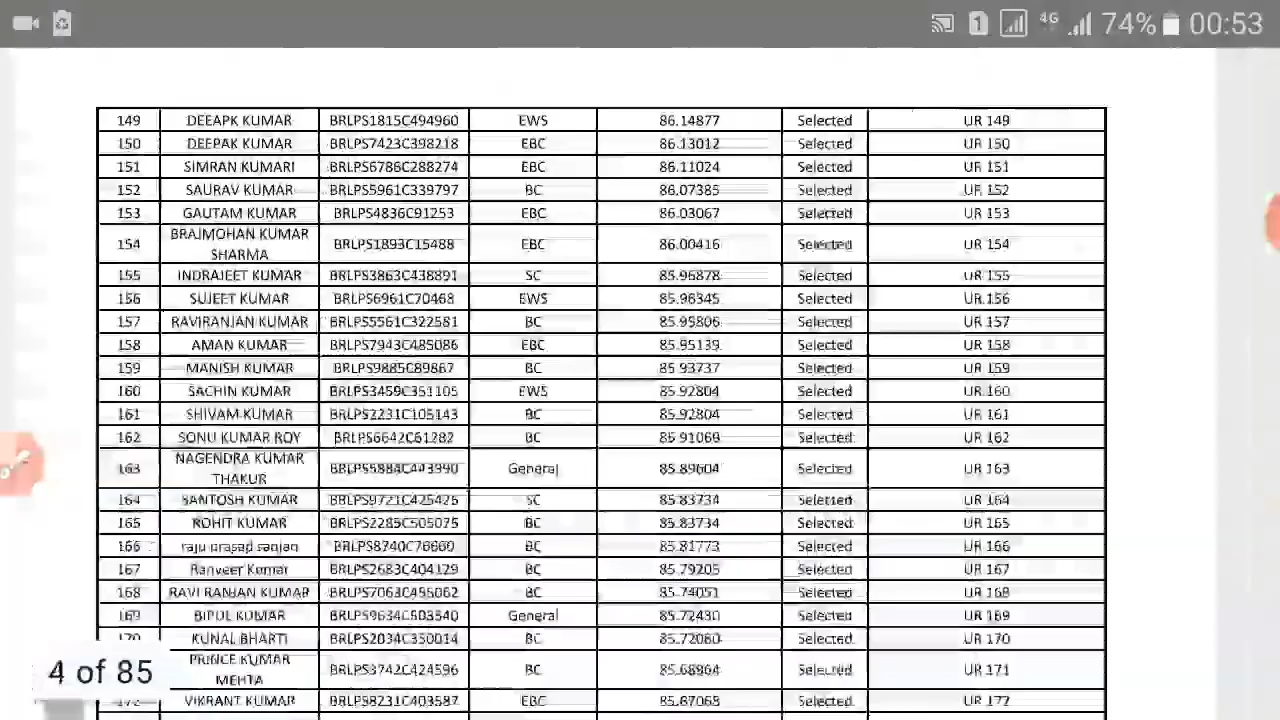 1 4G 74% 00:53
149 DEEAPK KUMAR BRLPS1815C494960 EWS 86.14877 Selected UR 149
150 DEEPAK KUMAR BRLPS7423C398218 EBC 86.13012 Selected UR 150
151 SIMRAN KUMARI BRLPS6786C288274 EBC 86.11024 Selected UR 151
152 SAURAV KUMAR BRLPS5961C339797 BC 86.07385 Selected UR 152
153 GAUTAM KUMAR BRLPS4836C91253 EBC 86.03067 Selected UR 153
BRAJMOHAN KUMAR
154 SHARMA BRLPS1893C15488 EBC 86.00416 Selected UR 154
155 INDRAJEET KUMAR BRLPS3863C438891 SC 85.96878 Selected UR 155
156 SUJEET KUMAR BRLPS6961C70468 EWS 85.96345 Selected UR 156
157 RAVIRANJAN KUMAR BRLPS5561C322581 BC 85.95806 Selected UR 157
158 AMAN KUMAR BRLPS7943C485086 EBC 85.95139 Selected UR 158
159 MANISH KUMAR BRLPS9885C89867 BC 85.93737 Selected UR 159
160 SACHIN KUMAR BRLPS3459C351105 EWS 85.92804 Selected UR 160
161 SHIVAM KUMAR BRLPS2231C105143 BC 85.92804 Selected UR 161
162 SONU KUMAR ROY BRLPS6642C61282 BC 85.91069 Selected UR 162
NAGENDRA KUMAR
163 THAKUR General 85.89604 Selected UR 163
164 SANTOSH KUMAR BRLPS9721C425426 SC 85.83734 Selected UR 164
165 ROHIT KUMAR BRLPS2285C505075 BC 85.83734 Selected UR 165
166 raju prasad ranjan BRLPS8740C76660 BC 85.81773 Selected UR 166
167 Ranveer Kumar BRLPS2683C404129 BC 85.79205 Selected UR 167
168 RAVI RANJAN KUMAR BRLPS7063C455062 BC 85.74051 Selected UR 168
169 BIPUL KUMAR BRLPS9634C503540 General 85.72430 Selected UR 169
170 KUNAL BHARTI BRLPS2034C350014 BC 85.72060 Selected UR 170
PRINCE KUMAR
MEHTA BRLPS3742C424596 BC 85.68964 Selected UR 171
4 of 85
172 VIKRANT KUMAR BRLPS8231C403587 EBC 85.67068 Selected UR 172